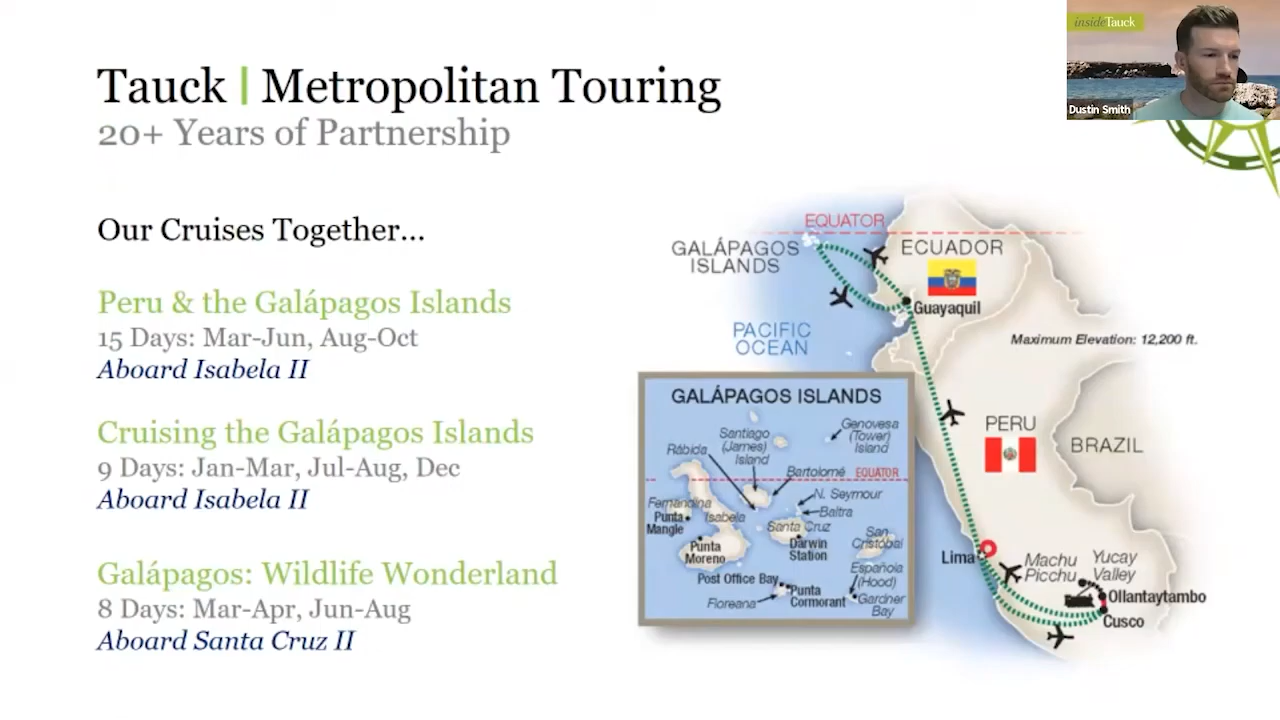 insideTauck
Dustin Smith
Tauck | Metropolitan Touring
20+ Years of Partnership
Our Cruises Together...
Peru & the Galápagos Islands
15 Days: Mar-Jun, Aug-Oct
Aboard Isabela II
Cruising the Galápagos Islands
9 Days: Jan-Mar, Jul-Aug, Dec
Aboard Isabela II
Galápagos: Wildlife Wonderland
8 Days: Mar-Apr, Jun-Aug
Aboard Santa Cruz II
EQUATOR
GALÁPAGOS
ISLANDS
ECUADOR
Guayaquil
PACIFIC
OCEAN
Maximum Elevation: 12,200 ft.
PERU
BRAZIL
Lima
Machu
Picchu
Yucay
Valley
Ollantaytambo
Cusco
GALÁPAGOS ISLANDS
Santiago
(James)
Island
Genovesa
(Tower)
Island
Rábida
Bartolomé
EQUATOR
N. Seymour
Baltra
Fernandina
Punta
Mangle
Isabela
Santa Cruz
Darwin
Station
San
Cristóbal
Punta
Moreno
Post Office Bay
Punta
Cormorant
Floreana
Española
(Hood)
Gardner
Bay